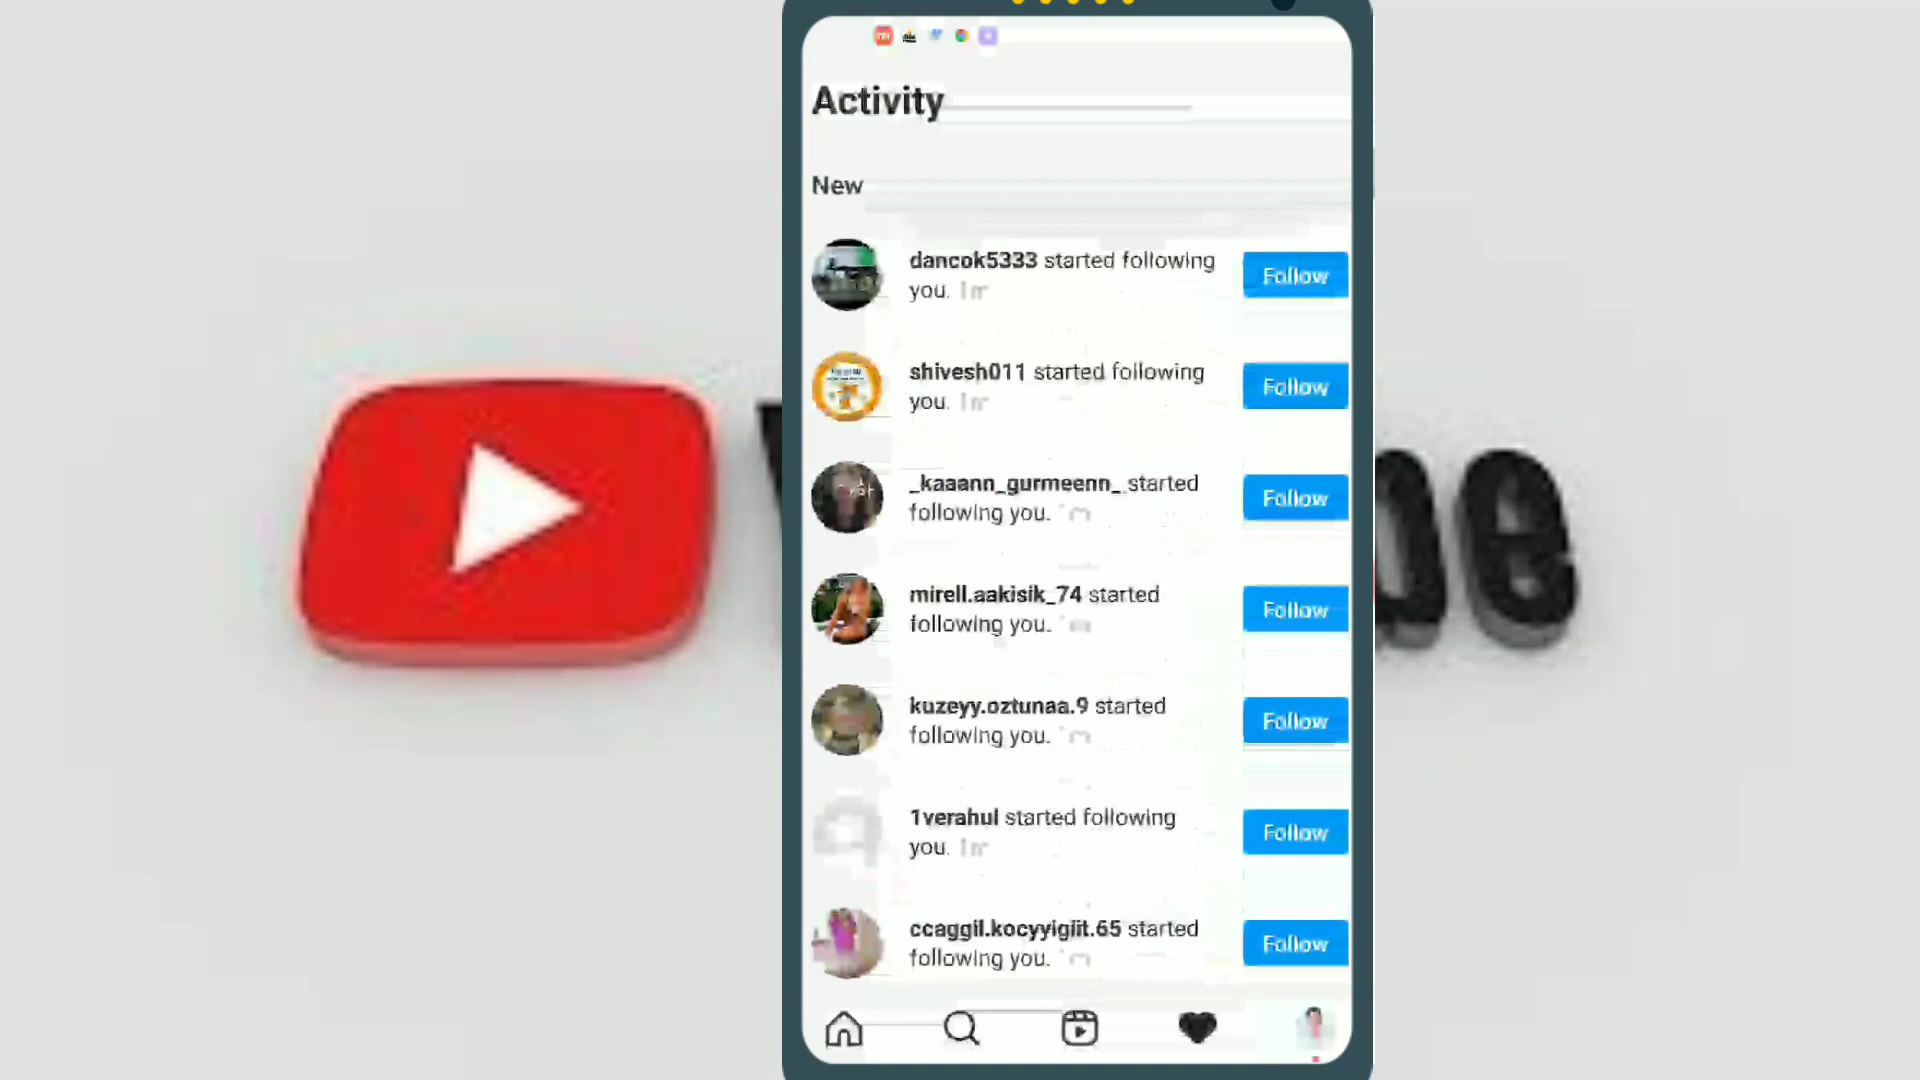 Activity
New
dancok5333 started following
you.
Follow
shivesh011 started following
you.
Follow
_kaaann_gurmeenn_ started
following you.
Follow
mirell.aakisik_74 started
following you.
Follow
kuzeyy.oztunaa.9 started
following you.
Follow
1verahul started following
you.
Follow
ccaggil.kocyyigiit.65 started
following you.
Follow